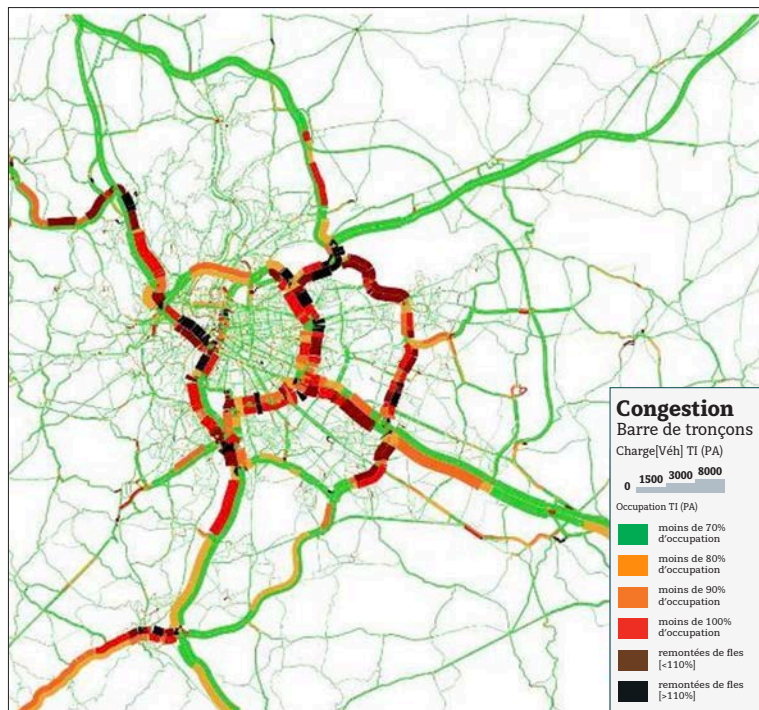 Congestion
Barre de tronçons
Charge[Véh] TI (PA)
0 1500 3000 8000
Occupation TI (PA)
moins de 70%
d'occupation
moins de 80%
d'occupation
moins de 90%
d'occupation
moins de 100%
d'occupation
remontées de fles
[<110%]
remontées de fles
[>110%]